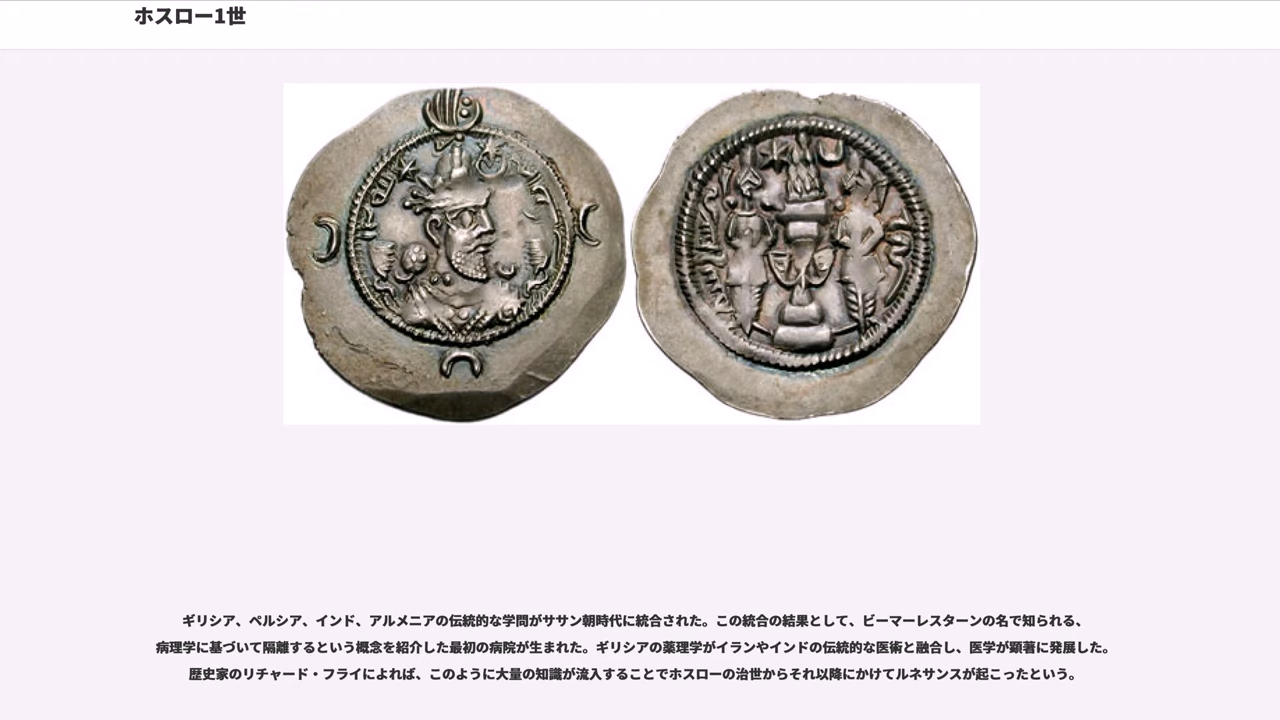 ホスロー1世
ギリシア、ペルシア、インド、アルメニアの伝統的な学問がササン朝時代に統合された。この統合の結果として、ビーマーレスターンの名で知られる、
病理学に基づいて隔離するという概念を紹介した最初の病院が生まれた。ギリシアの薬理学がイランやインドの伝統的な医術と融合し、医学が顕著に発展した。
歴史家のリチャード・フライによれば、このように大量の知識が流入することでホスローの治世からそれ以降にかけてルネサンスが起こったという。